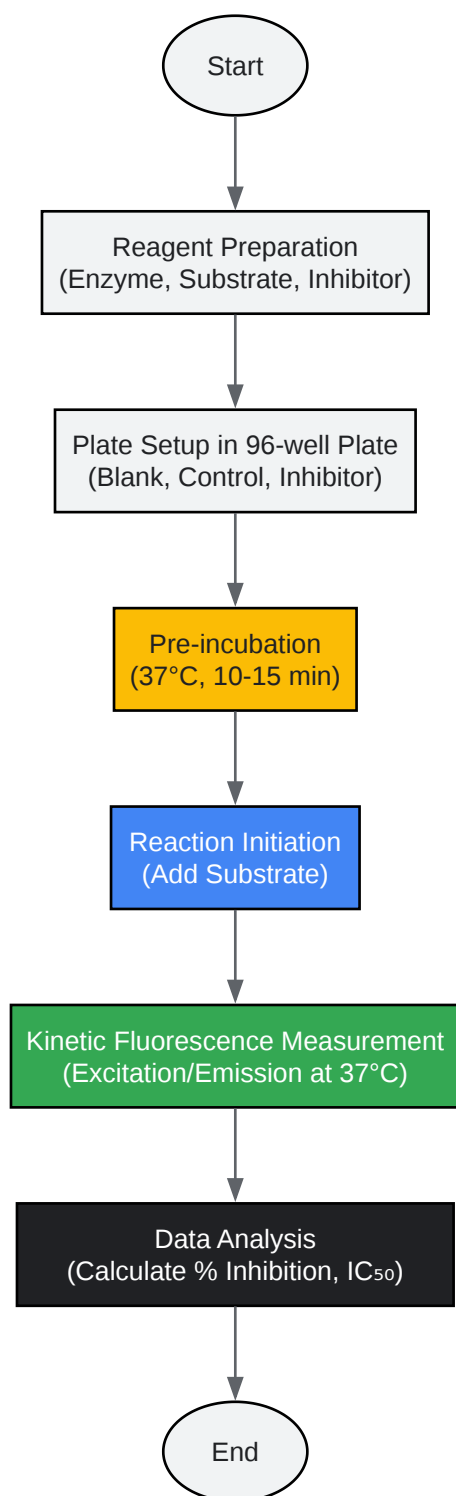 Start
Reagent Preparation
(Enzyme, Substrate, Inhibitor)
Plate Setup in 96-well Plate
(Blank, Control, Inhibitor)
Pre-incubation
(37°C, 10-15 min)
Reaction Initiation
(Add Substrate)
Kinetic Fluorescence Measurement
(Excitation/Emission at 37°C)
Data Analysis
(Calculate % Inhibition, IC₅₀)
End